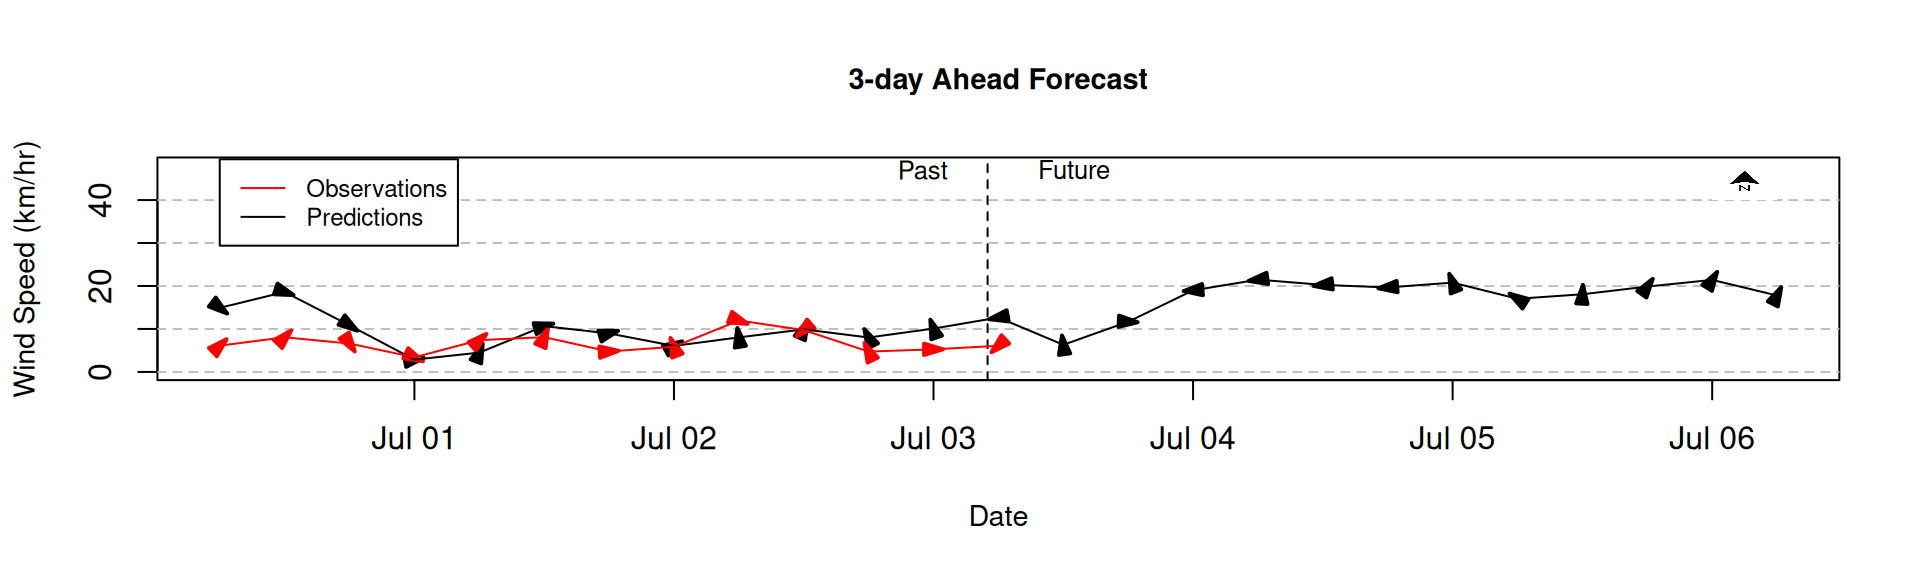 3-day Ahead Forecast
Wind Speed (km/hr)
40
20
0
Observations
Predictions
Past
Future
N
Jul 01
Jul 02
Jul 03
Jul 04
Jul 05
Jul 06
Date